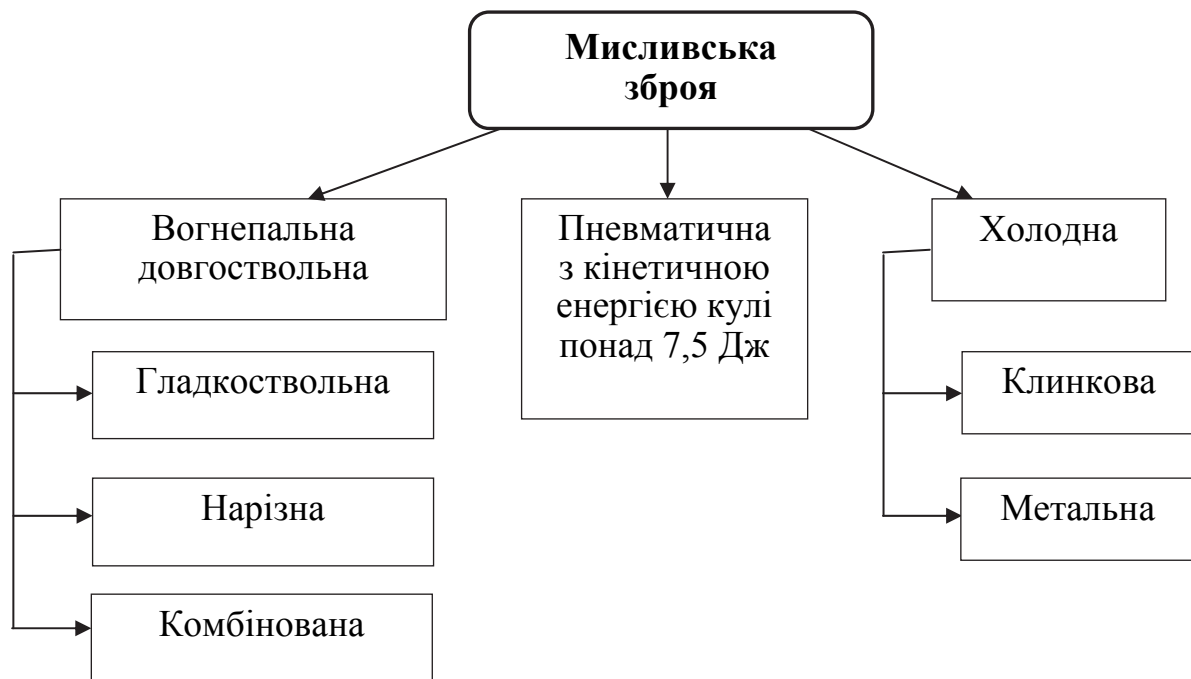 Мисливська
зброя
Вогнепальна
довгоствольна
Пневматична
з кінетичною
енергією кулі
понад 7,5 Дж
Холодна
Гладкоствольна
Клинкова
Нарізна
Метальна
Комбінована